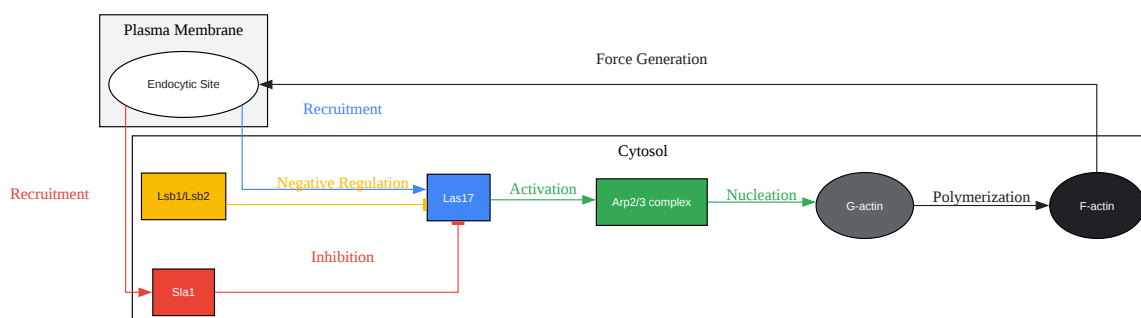 Plasma Membrane
Endocytic Site
Force Generation
Recruitment
Cytosol
Recruitment
Lsb1/Lsb2
Negative Regulation
Las17
Activation
Arp2/3 complex
Nucleation
G-actin
Polymerization
F-actin
Inhibition
Sla1